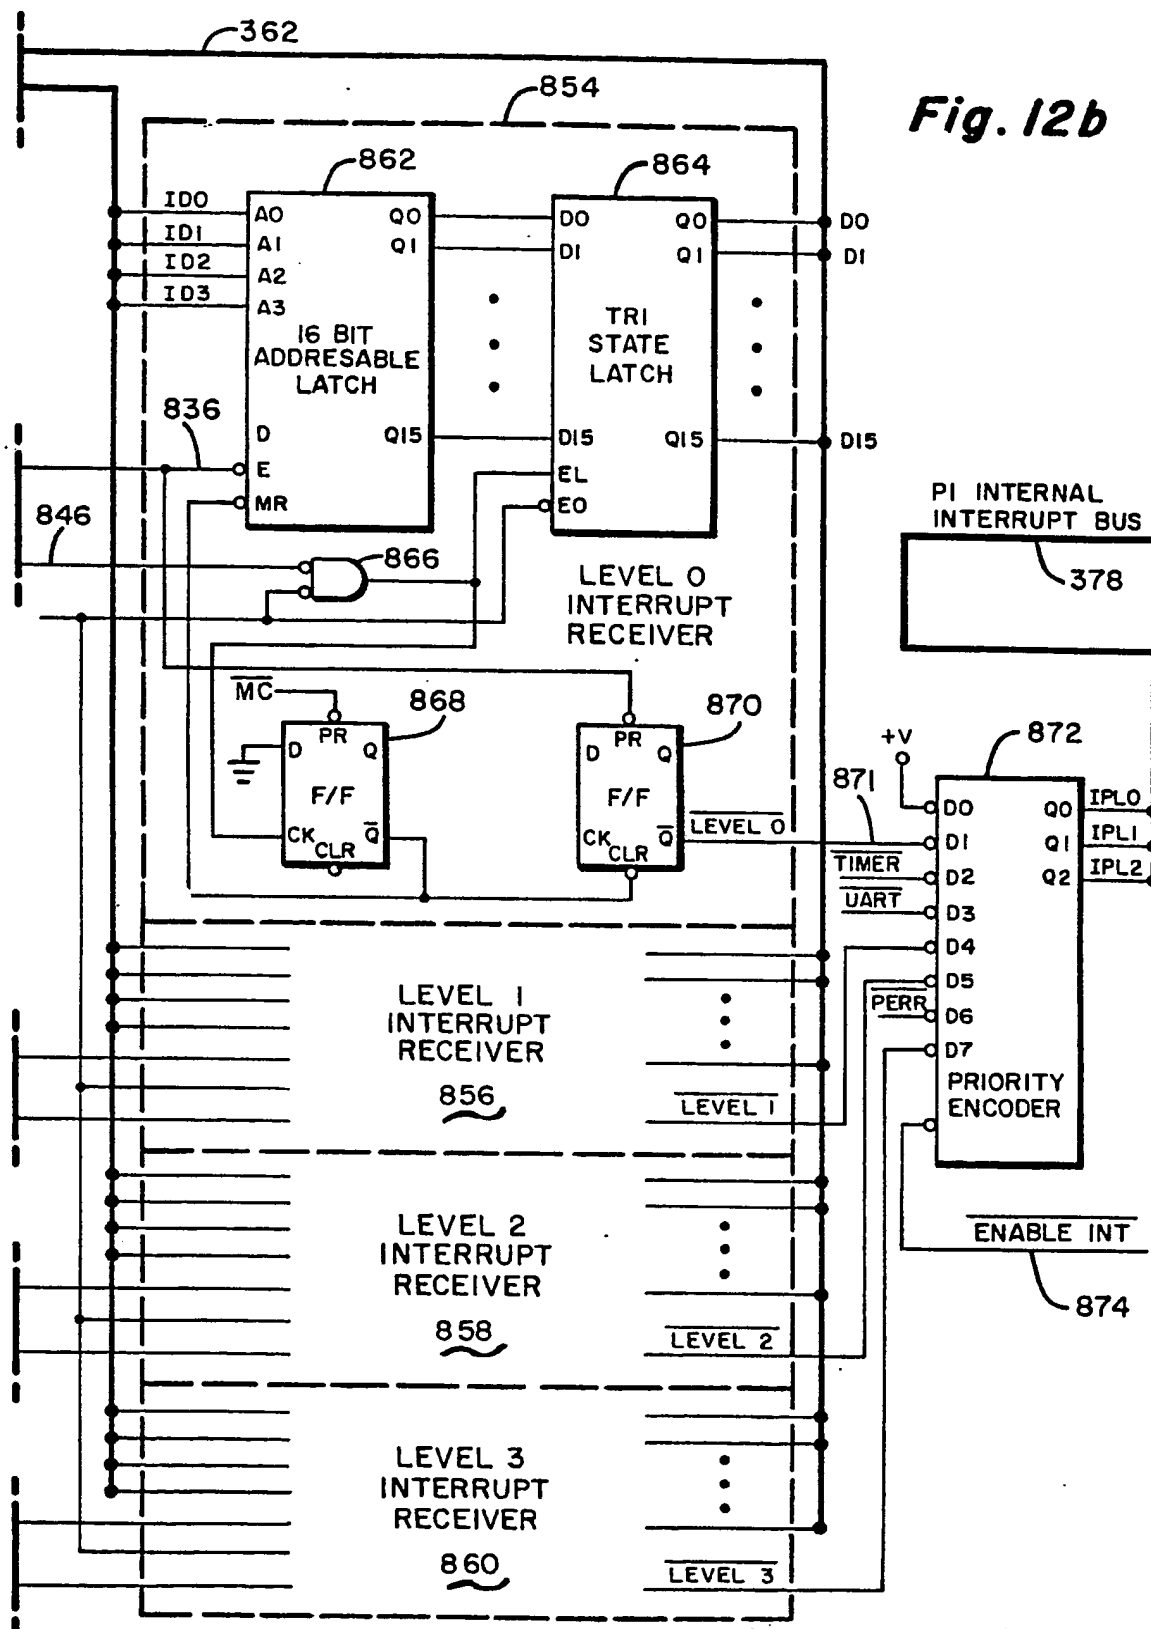 362
854
Fig. 12b
862
864
ID0
ID1
ID2
ID3
A0
A1
A2
A3
Q0
Q1
16 BIT
ADDRESABLE
LATCH
D
E
MR
Q15
D0
D1
TRI
STATE
LATCH
D15
EL
EO
Q0
Q1
Q15
D0
D1
D15
836
846
866
LEVEL 0
INTERRUPT
RECEIVER
PI INTERNAL
INTERRUPT BUS
378
MC
868
PR
D
Q
F/F
CK
Q
CLR
870
PR
D
Q
F/F
CK
Q
CLR
LEVEL 0
871
+V
872
TIMER
UART
PERR
D0
D1
D2
D3
D4
D5
D6
D7
Q0
Q1
Q2
IPL0
IPL1
IPL2
PRIORITY
ENCODER
ENABLE INT
874
LEVEL 1
INTERRUPT
RECEIVER
856
LEVEL 1
LEVEL 2
INTERRUPT
RECEIVER
858
LEVEL 2
LEVEL 3
INTERRUPT
RECEIVER
860
LEVEL 3